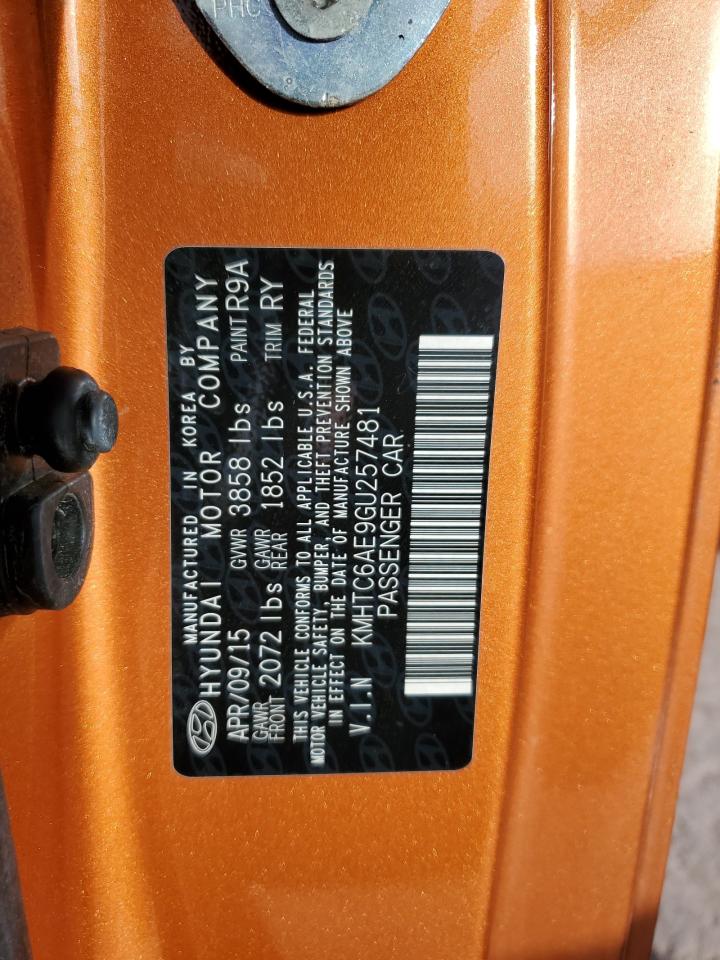 PHC
MANUFACTURED IN KOREA BY
HYUNDAI MOTOR COMPANY
APR/09/15 GVWR 3858 lbs PAINT R9A
GAWR FRONT 2072 lbs GAWR REAR 1852 lbs TRIM RY
THIS VEHICLE CONFORMS TO ALL APPLICABLE U.S.A. FEDERAL
MOTOR VEHICLE SAFETY, BUMPER, AND THEFT PREVENTION STANDARDS
IN EFFECT ON THE DATE OF MANUFACTURE SHOWN ABOVE
V.I.N KMHTC6AE9GU257481
PASSENGER CAR